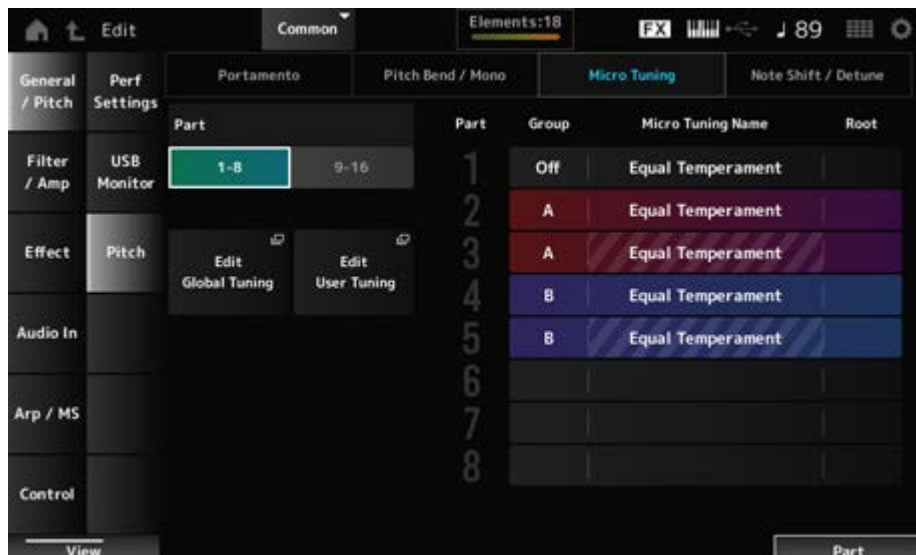 Edit
Common
Elements:18
FX
89
General / Pitch
Perf Settings
Portamento
Pitch Bend / Mono
Micro Tuning
Note Shift / Detune
Filter / Amp
USB Monitor
Effect
Pitch
Audio In
Arp / MS
Control
Part
1-8
9-16
Edit Global Tuning
Edit User Tuning
Part Group Micro Tuning Name Root
1 Off Equal Temperament
2 A Equal Temperament
3 A Equal Temperament
4 B Equal Temperament
5 B Equal Temperament
6
7
8
View
Part